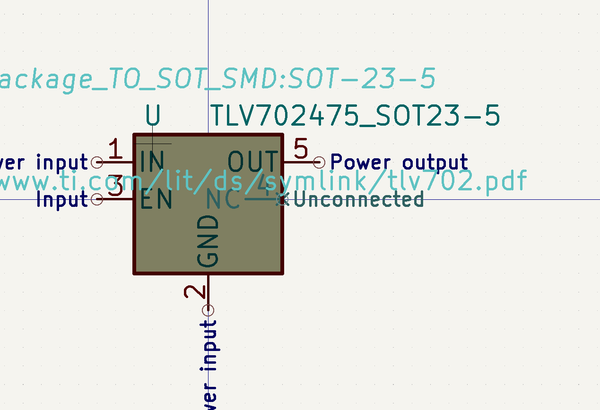 ackage_TO_SOT_SMD:SOT-23-5
U TLV702475_SOT23-5
wer input 1 IN OUT 5 Power output
www.ti.com/lit/ds/symlink/tlv702.pdf
Input 3 EN NC 4 Unconnected
GND
2
wer input